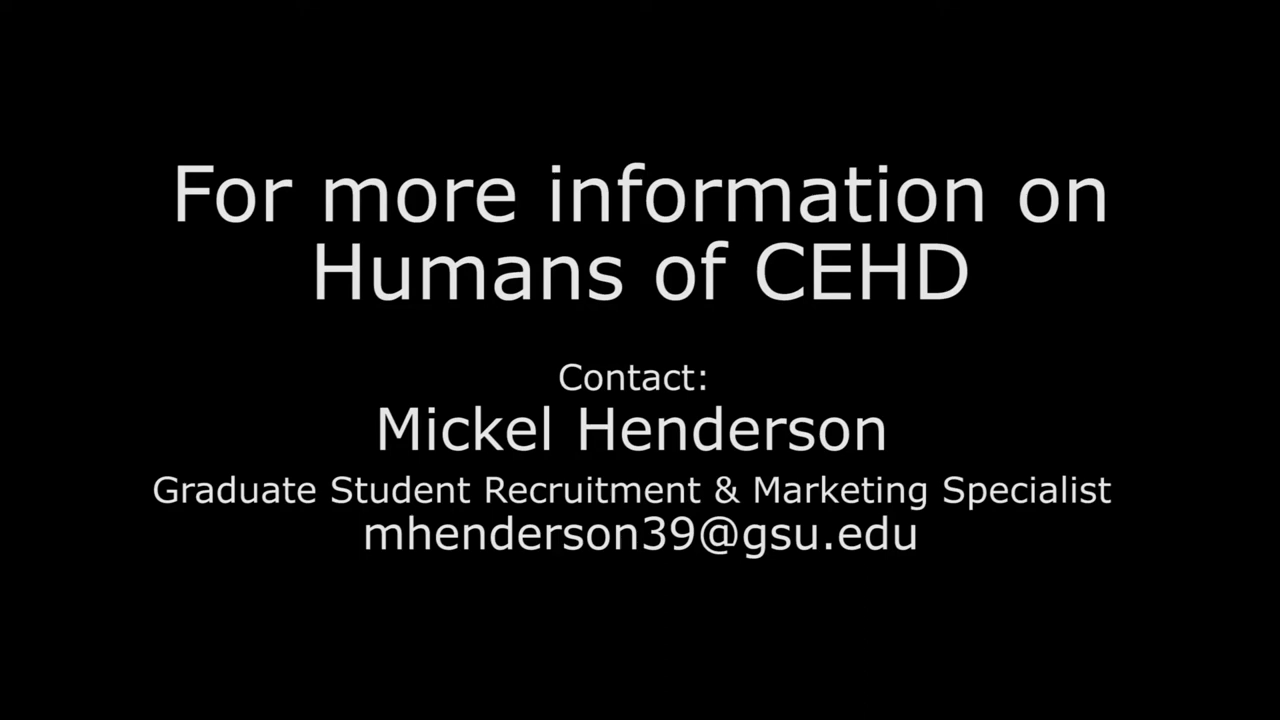 For more information on
Humans of CEHD
Contact:
Mickel Henderson
Graduate Student Recruitment & Marketing Specialist
mhenderson39@gsu.edu